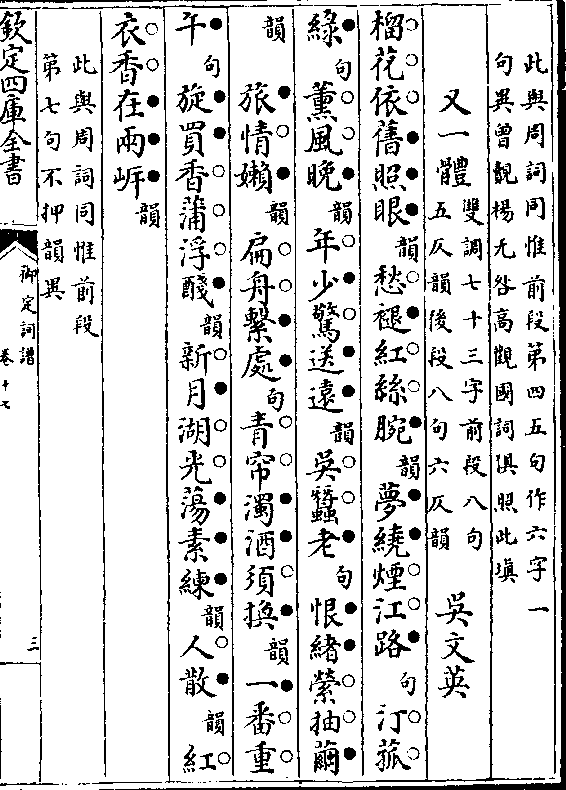 此與周詞同惟前段第四五句作六字一
句異曾覿楊无咎高觀國詞俱照此填
又一體 雙調七十三字前段八句
五仄韻後段八句六仄韻 吳文英
榴花依舊照眼韻愁褪紅絲腕韻夢繞煙江路句汀菰
綠句薰風晚韻年少驚送遠韻吳蠶老句恨緒縈抽繭
韻 旅情嬾韻扁舟繫處句青帘濁酒須換韻一番重
午句旋買香蒲浮醆韻新月湖光蕩素練韻人散韻紅
衣香在兩岍韻
此與周詞同惟前段
第七句不押韻異
欽定四庫全書
御定詞譜
卷十七
三